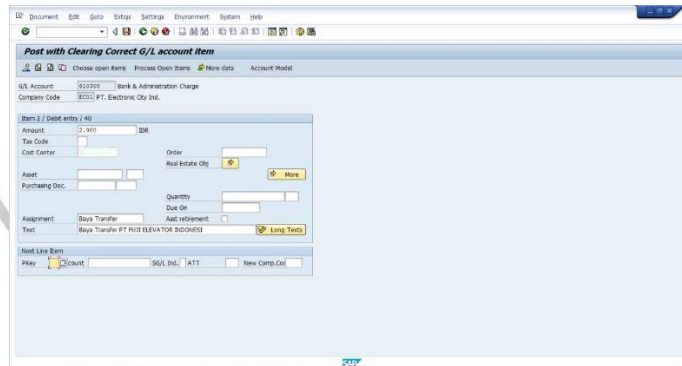 Document Edit Goto Extras Settings Environment System Help
Post with Clearing Correct G/L account item
Choose open items Process Open Items More data Account Model
G/L Account 610300 Bank & Adminstration Charge
Company Code EC01 PT. Electronic City Ind.
Item 2 / Debit entry / 40
Amount 2.900 IDR
Tax Code
Cost Center Order
Real Estate Obj
Asset More
Purchasing Doc.
Quantity
Due On
Assignment Biaya Transfer Asst retirement
Text Biaya Transfer PT FUJI ELEVATOR INDONESI Long Texts
Next Line Item
PKey count SG/L Ind. ATT New Comp.Cod
SAP